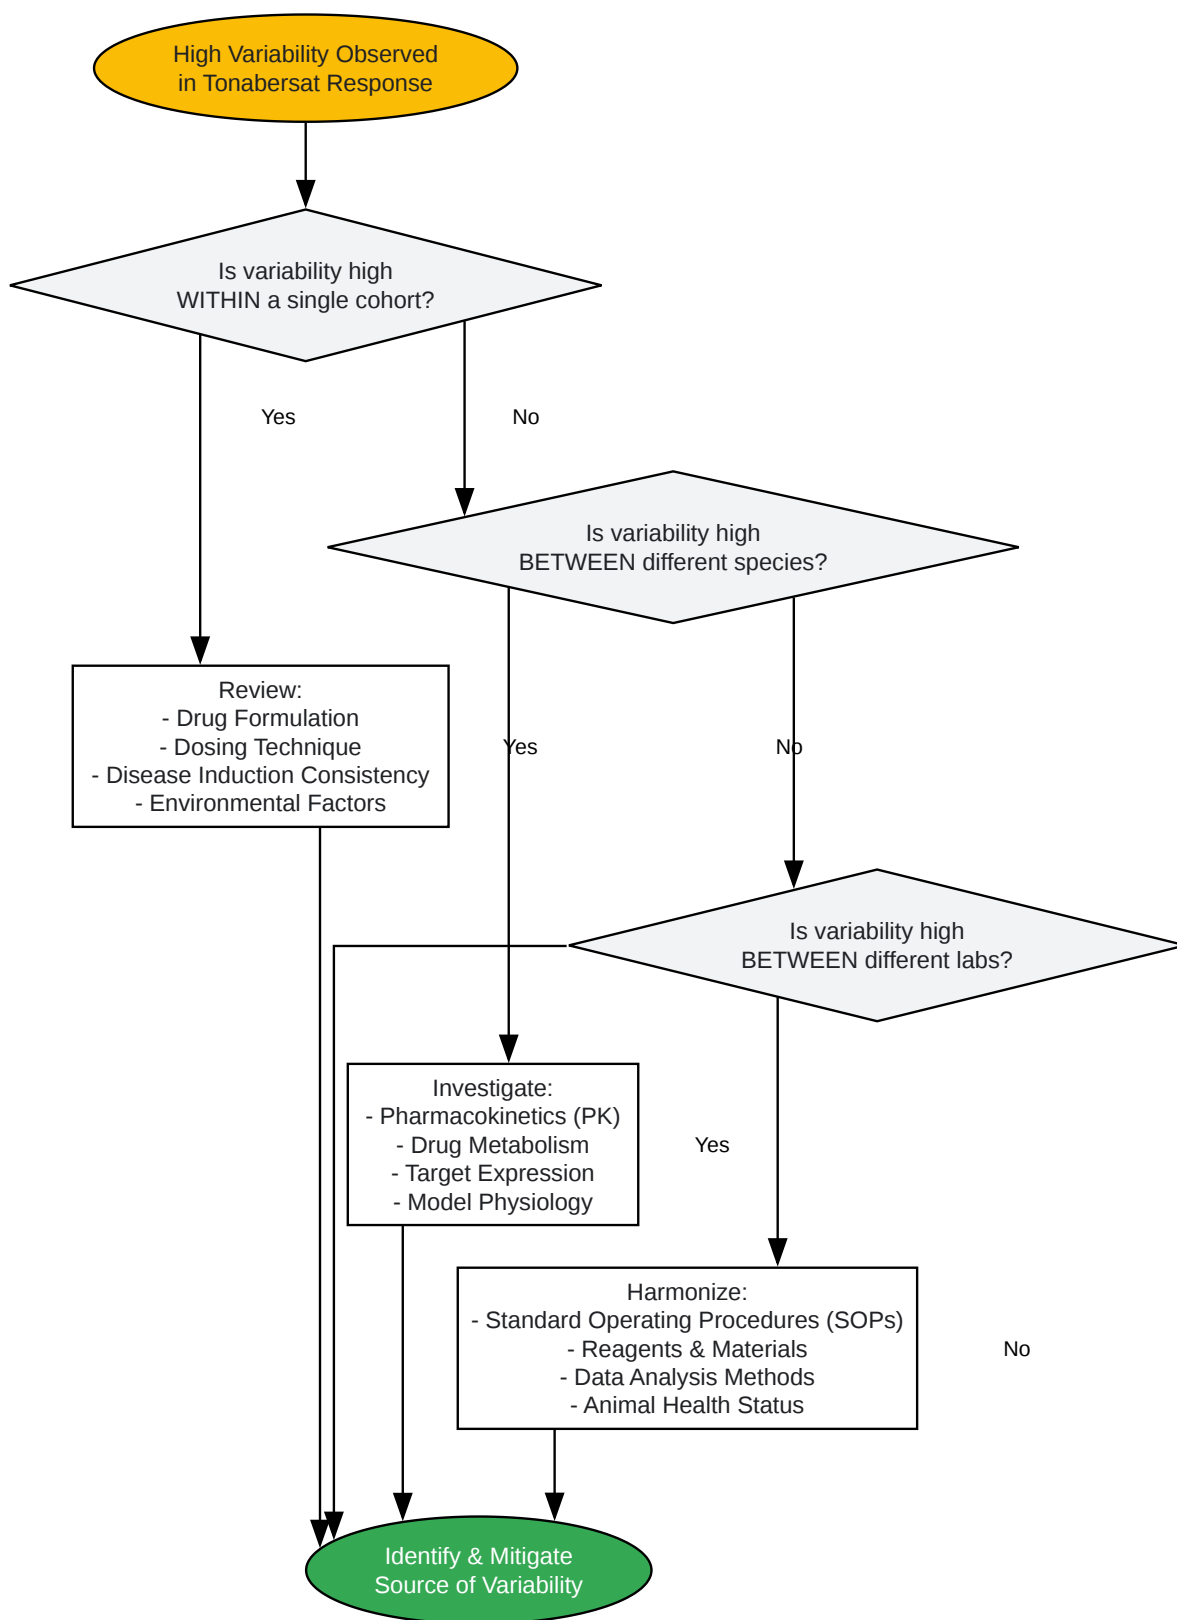 High Variability Observed
in Tonabersat Response
Is variability high
WITHIN a single cohort?
Yes
No
Is variability high
BETWEEN different species?
Review:
- Drug Formulation
- Dosing Technique
- Disease Induction Consistency
- Environmental Factors
Yes
No
Is variability high
BETWEEN different labs?
Investigate:
- Pharmacokinetics (PK)
- Drug Metabolism
- Target Expression
- Model Physiology
Yes
Harmonize:
- Standard Operating Procedures (SOPs)
- Reagents & Materials
- Data Analysis Methods
- Animal Health Status
No
Identify & Mitigate
Source of Variability